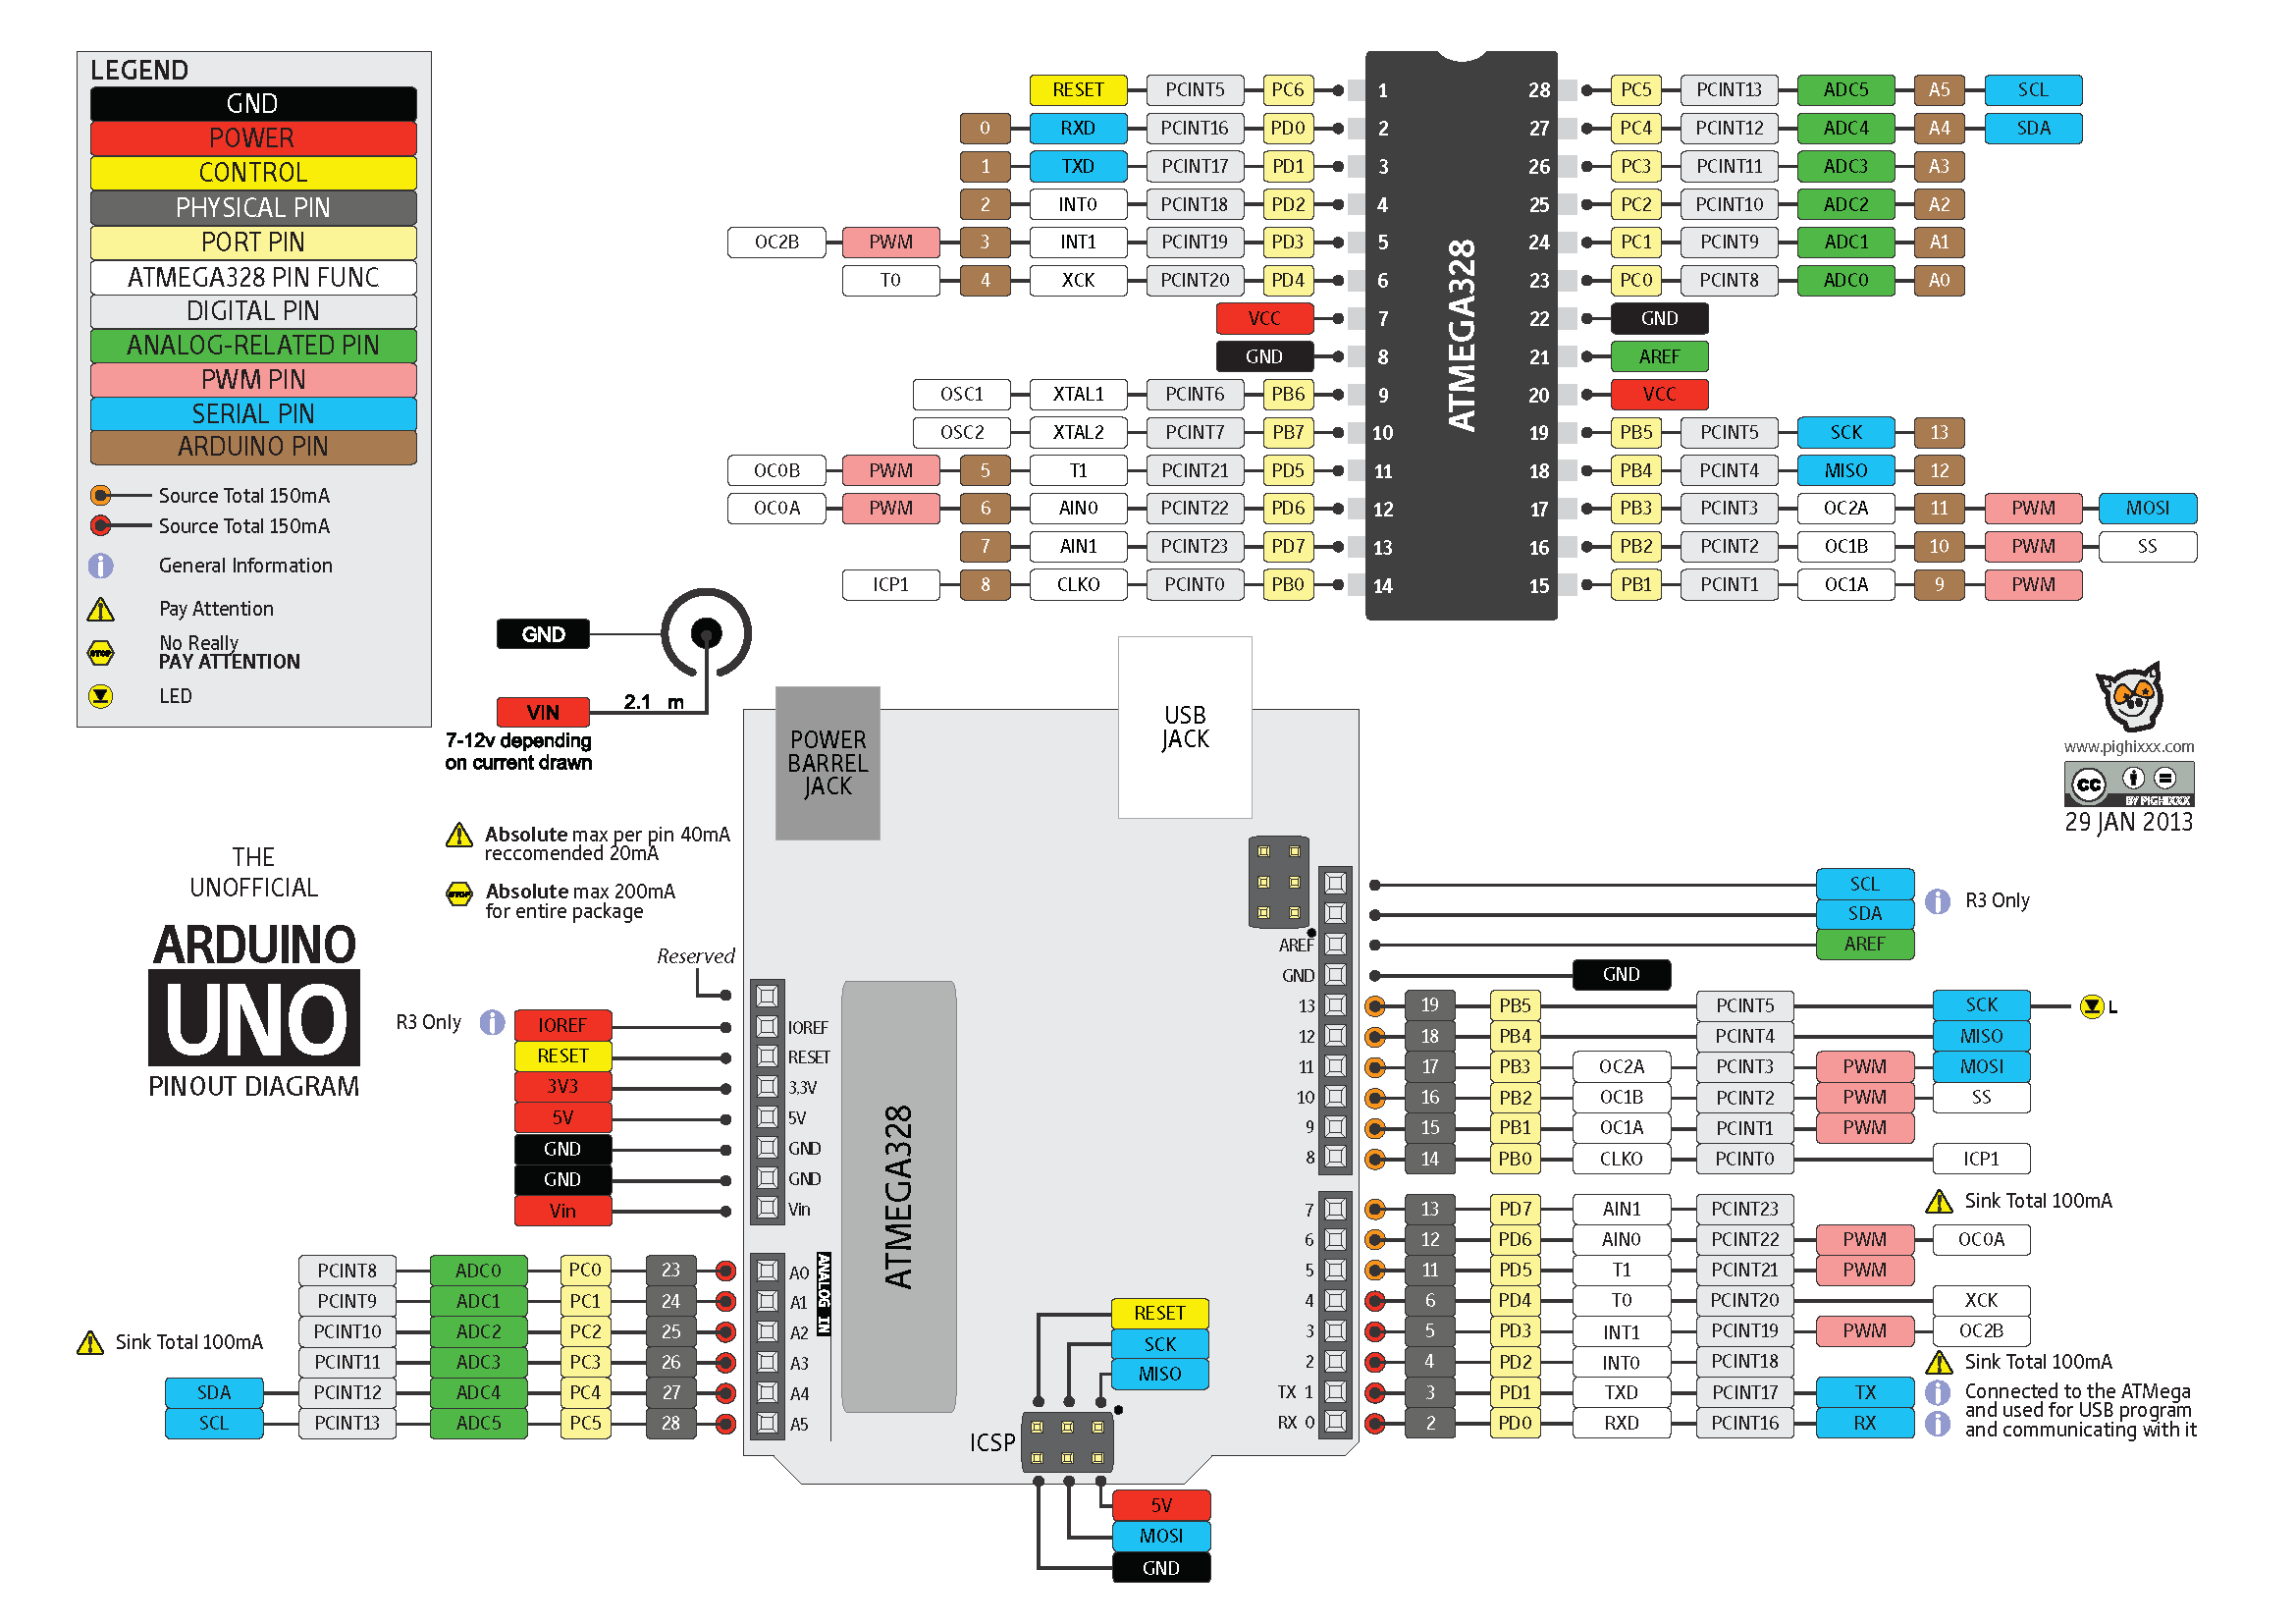 LEGEND
GND
POWER
CONTROL
PHYSICAL PIN
PORT PIN
ATMEGA328 PIN FUNC
DIGITAL PIN
ANALOG-RELATED PIN
PWM PIN
SERIAL PIN
ARDUINO PIN
Source Total 150mA
Source Total 150mA
General Information
Pay Attention
STOP No Really
PAY ATTENTION
LED
RESET PCINT5 PC6 1 28 PC5 PCINT13 ADC5 A5 SCL
0 RXD PCINT16 PD0 2 27 PC4 PCINT12 ADC4 A4 SDA
1 TXD PCINT17 PD1 3 26 PC3 PCINT11 ADC3 A3
2 INT0 PCINT18 PD2 4 25 PC2 PCINT10 ADC2 A2
OC2B PWM 3 INT1 PCINT19 PD3 5 24 PC1 PCINT9 ADC1 A1
T0 4 XCK PCINT20 PD4 6 23 PC0 PCINT8 ADC0 A0
VCC 7 22 GND
GND 8 21 AREF
OSC1 XTAL1 PCINT6 PB6 9 20 VCC
OSC2 XTAL2 PCINT7 PB7 10 19 PB5 PCINT5 SCK 13
OC0B PWM 5 T1 PCINT21 PD5 11 18 PB4 PCINT4 MISO 12
OC0A PWM 6 AIN0 PCINT22 PD6 12 17 PB3 PCINT3 OC2A 11 PWM MOSI
7 AIN1 PCINT23 PD7 13 16 PB2 PCINT2 OC1B 10 PWM SS
ICP1 8 CLKO PCINT0 PB0 14 15 PB1 PCINT1 OC1A 9 PWM
ATMEGA328
GND
VIN 2.1 m
7-12v depending
on current drawn
POWER
BARREL
JACK
USB
JACK
www.pighixxx.com
cc
BY PIGHIXXX
29 JAN 2013
Absolute max per pin 40mA
reccomended 20mA
STOP Absolute max 200mA
for entire package
THE
UNOFFICIAL
ARDUINO
UNO
PINOUT DIAGRAM
Reserved
R3 Only IOREF IOREF
RESET RESET
3V3 3,3V
5V 5V
GND GND
GND GND
Vin Vin
PCINT8 ADC0 PC0 23 A0
PCINT9 ADC1 PC1 24 A1
PCINT10 ADC2 PC2 25 A2
Sink Total 100mA
PCINT11 ADC3 PC3 26 A3
SDA PCINT12 ADC4 PC4 27 A4
SCL PCINT13 ADC5 PC5 28 A5
ANALOG IN
ATMEGA328
SCL
R3 Only
SDA
AREF AREF
GND GND
13 19 PB5 PCINT5 SCK L
12 18 PB4 PCINT4 MISO
11 17 PB3 OC2A PCINT3 PWM MOSI
10 16 PB2 OC1B PCINT2 PWM SS
9 15 PB1 OC1A PCINT1 PWM
8 14 PB0 CLKO PCINT0 ICP1
Sink Total 100mA
7 13 PD7 AIN1 PCINT23
6 12 PD6 AIN0 PCINT22 PWM OC0A
5 11 PD5 T1 PCINT21 PWM
4 6 PD4 T0 PCINT20 XCK
3 5 PD3 INT1 PCINT19 PWM OC2B
2 4 PD2 INT0 PCINT18 Sink Total 100mA
TX 1 3 PD1 TXD PCINT17 TX
RX 0 2 PD0 RXD PCINT16 RX
Connected to the ATMega
and used for USB program
and communicating with it
RESET
SCK
MISO
ICSP
5V
MOSI
GND